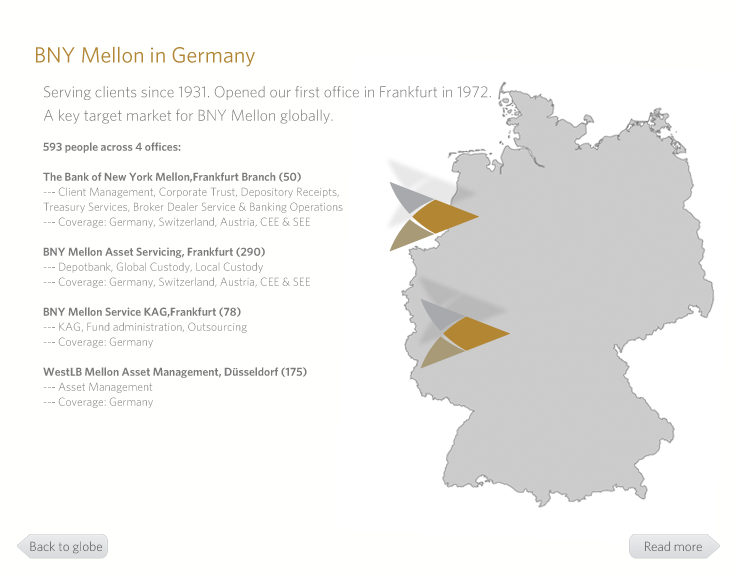 BNY Mellon in Germany
Serving clients since 1931. Opened our first office in Frankfurt in 1972.
A key target market for BNY Mellon globally.
593 people across 4 offices:
The Bank of New York Mellon,Frankfurt Branch (50)
--- Client Management, Corporate Trust, Depository Receipts,
Treasury Services, Broker Dealer Service & Banking Operations
--- Coverage: Germany, Switzerland, Austria, CEE & SEE
BNY Mellon Asset Servicing, Frankfurt (290)
--- Depotbank, Global Custody, Local Custody
--- Coverage: Germany, Switzerland, Austria, CEE & SEE
BNY Mellon Service KAG,Frankfurt (78)
--- KAG, Fund administration, Outsourcing
--- Coverage: Germany
WestLB Mellon Asset Management, Düsseldorf (175)
--- Asset Management
--- Coverage: Germany
Back to globe
Read more